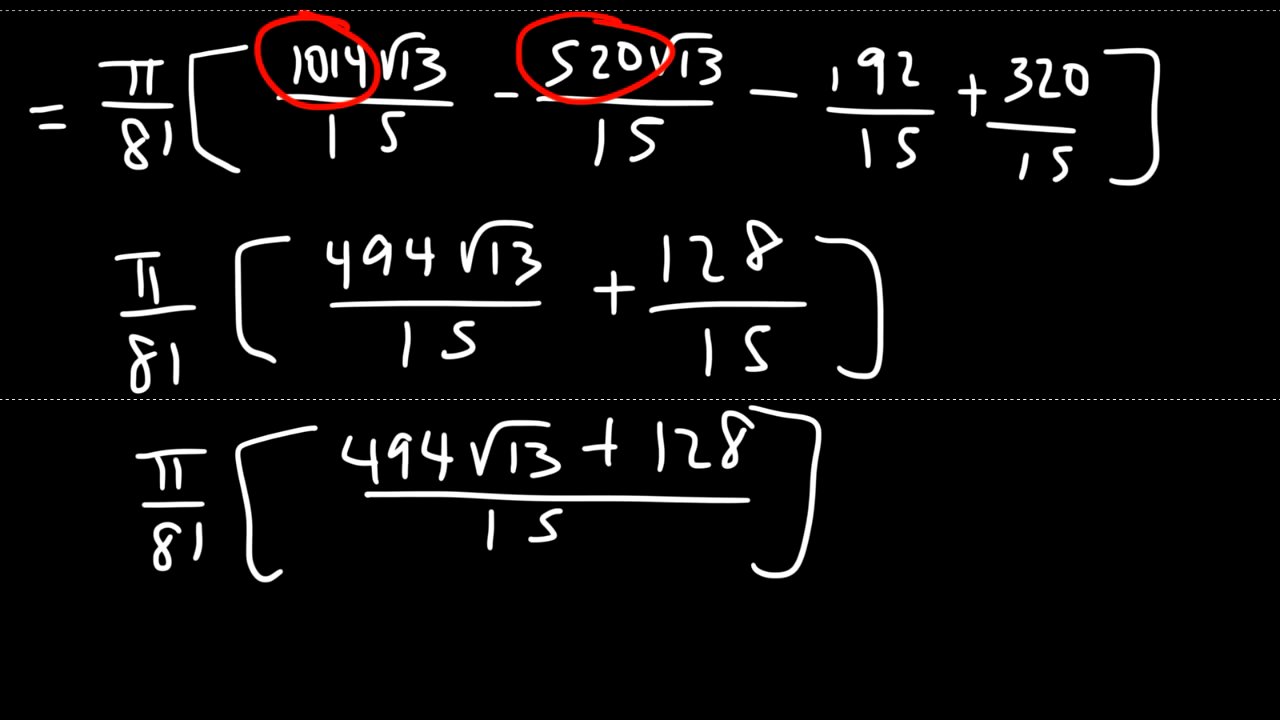 = π/81 [ 1014√13/15 - 520√13/15 - 192/15 + 320/15 ]
π/81 [ 494√13/15 + 128/15 ]
π/81 [ 494√13 + 128/15 ]